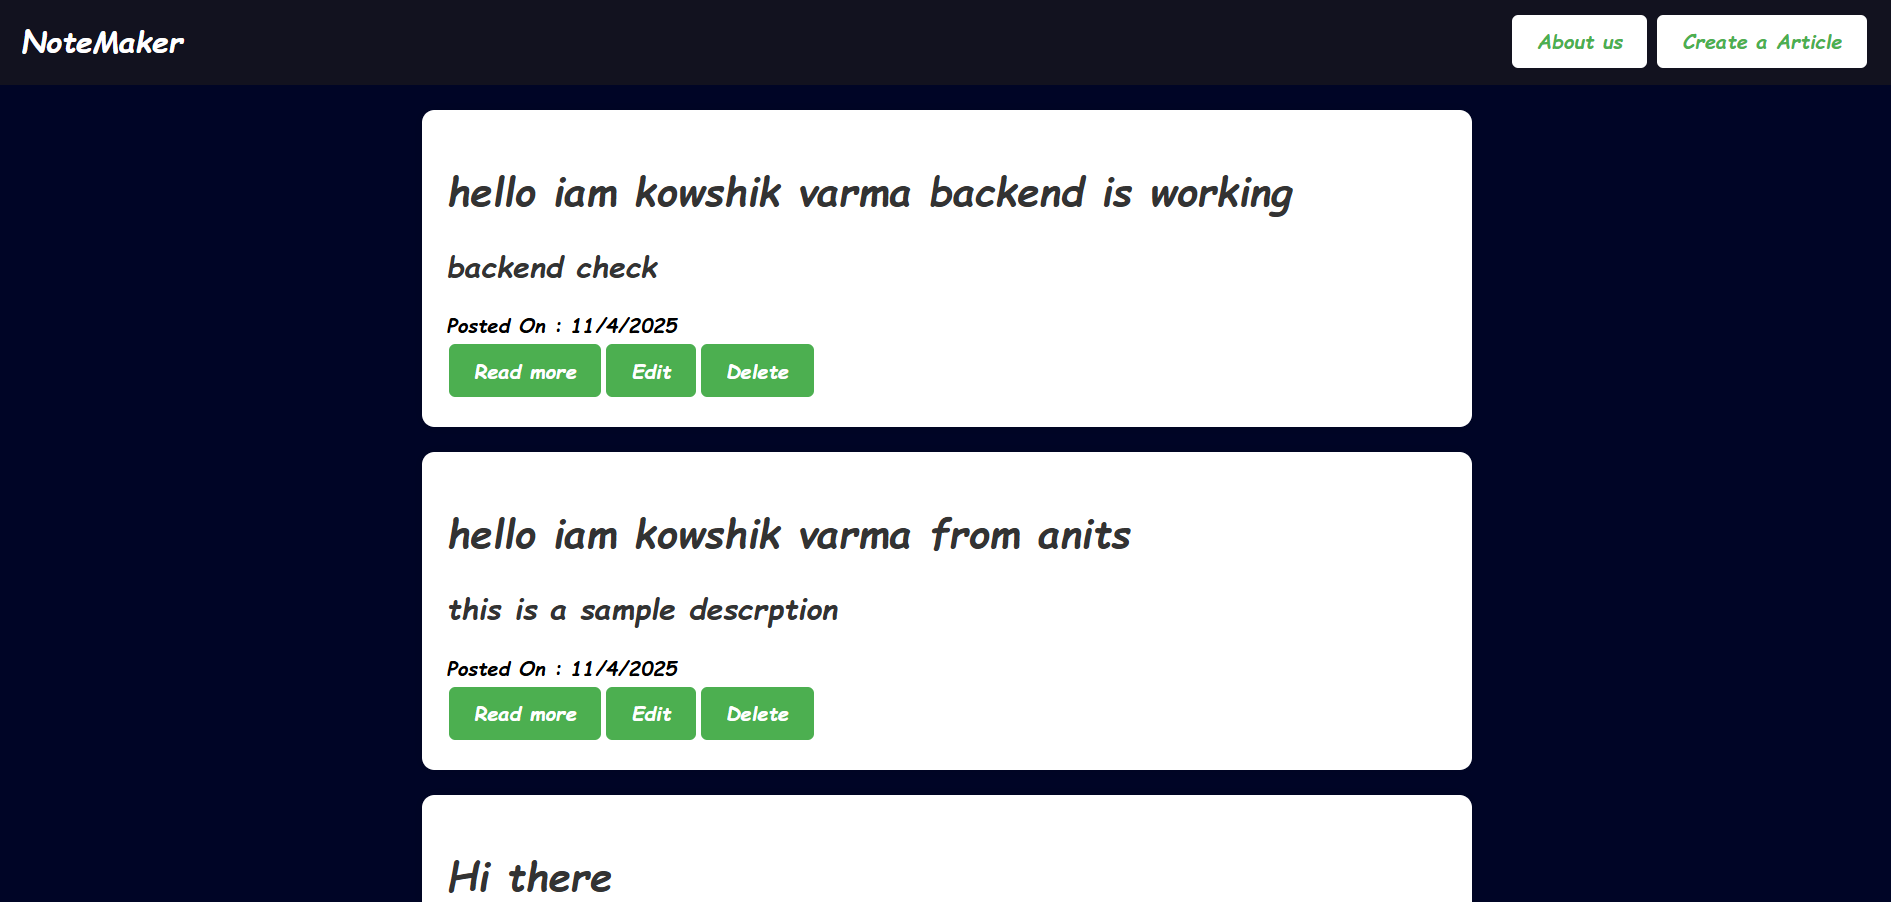 NoteMaker
About us
Create a Article
hello iam kowshik varma backend is working
backend check
Posted On : 11/4/2025
Read more Edit Delete
hello iam kowshik varma from anits
this is a sample descrption
Posted On : 11/4/2025
Read more Edit Delete
Hi there